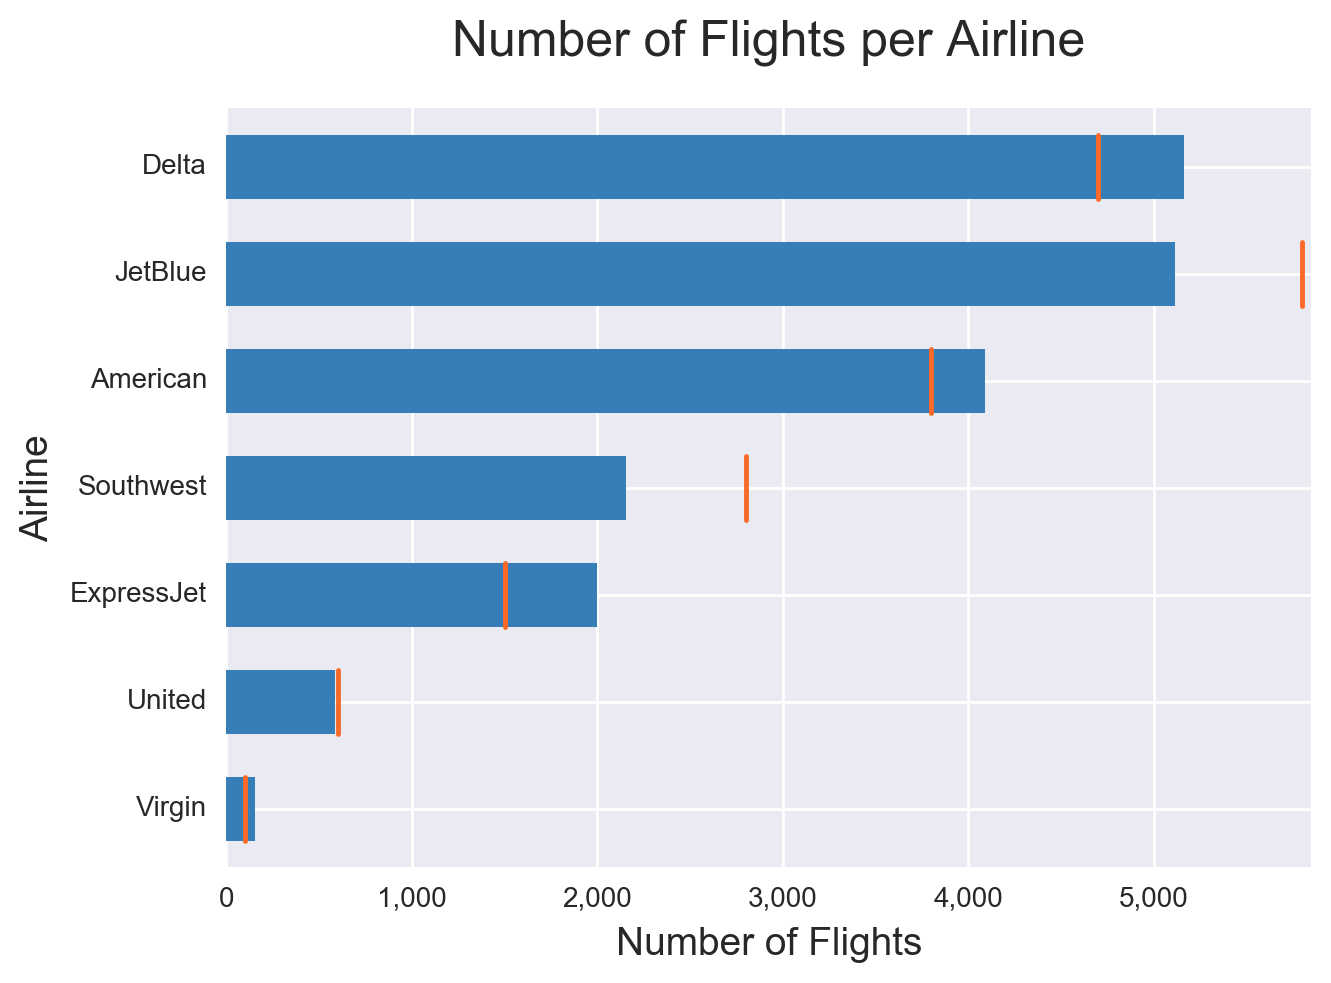 Number of Flights per Airline
Delta
JetBlue
American
Southwest
ExpressJet
United
Virgin
Airline
0 1,000 2,000 3,000 4,000 5,000
Number of Flights